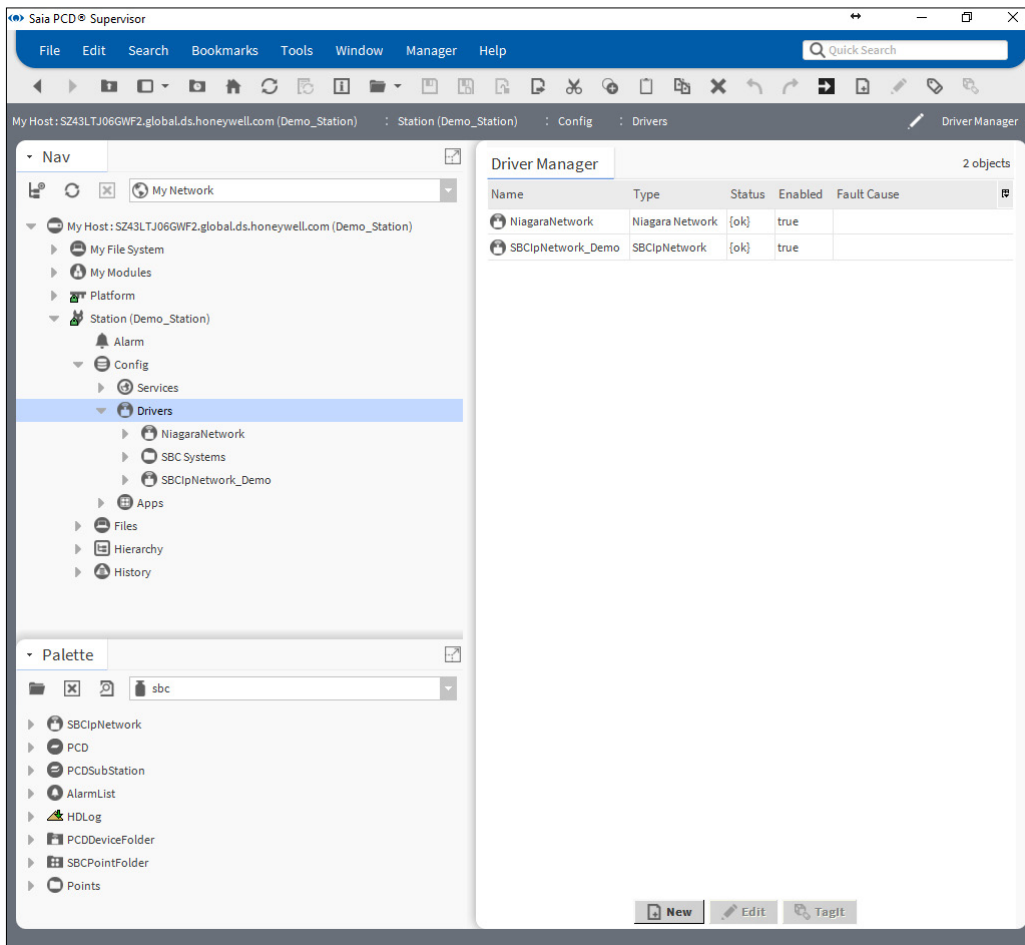 Saia PCD® Supervisor
File Edit Search Bookmarks Tools Window Manager Help Quick Search
My Host : SZ43LTJ06GWF2.global.ds.honeywell.com (Demo_Station) : Station (Demo_Station) : Config : Drivers Driver Manager
Nav
My Network
My Host : SZ43LTJ06GWF2.global.ds.honeywell.com (Demo_Station)
My File System
My Modules
Platform
Station (Demo_Station)
Alarm
Config
Services
Drivers
NiagaraNetwork
SBC Systems
SBCIpNetwork_Demo
Apps
Files
Hierarchy
History
Palette
sbc
SBCIpNetwork
PCD
PCDSubStation
AlarmList
HDLog
PCDDeviceFolder
SBCPointFolder
Points
Driver Manager 2 objects
Name Type Status Enabled Fault Cause
NiagaraNetwork Niagara Network {ok} true
SBCIpNetwork_Demo SBCIpNetwork {ok} true
New Edit TagIt